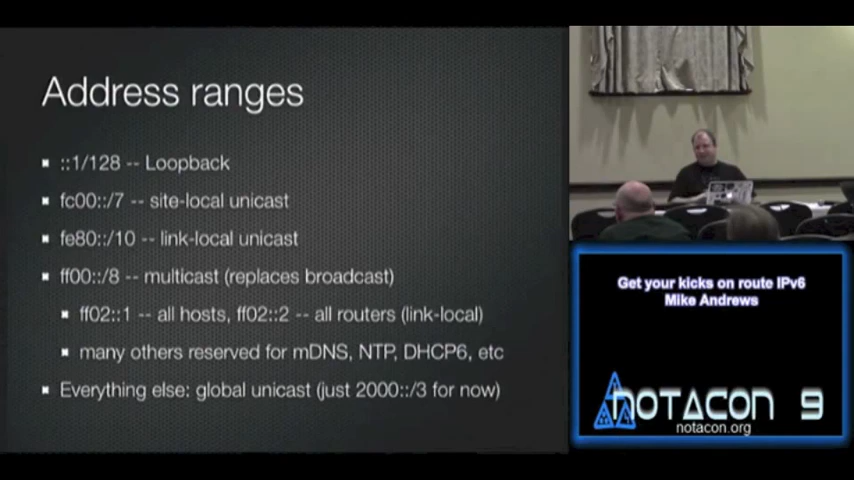 Address ranges
::1/128 -- Loopback
fc00::/7 -- site-local unicast
fe80::/10 -- link-local unicast
ff00::/8 -- multicast (replaces broadcast)
ff02::1 -- all hosts, ff02::2 -- all routers (link-local)
many others reserved for mDNS, NTP, DHCP6, etc
Everything else: global unicast (just 2000::/3 for now)
Get your kicks on route IPv6
Mike Andrews
NOTACON 9
notacon.org